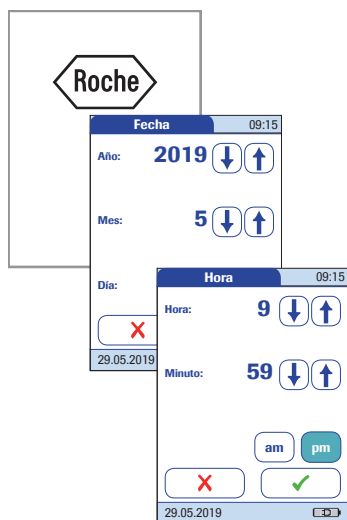 Roche
Fecha 09:15
Año: 2019
Mes: 5
Día:
29.05.2019
Hora 09:15
Hora: 9
Minuto: 59
am pm
29.05.2019